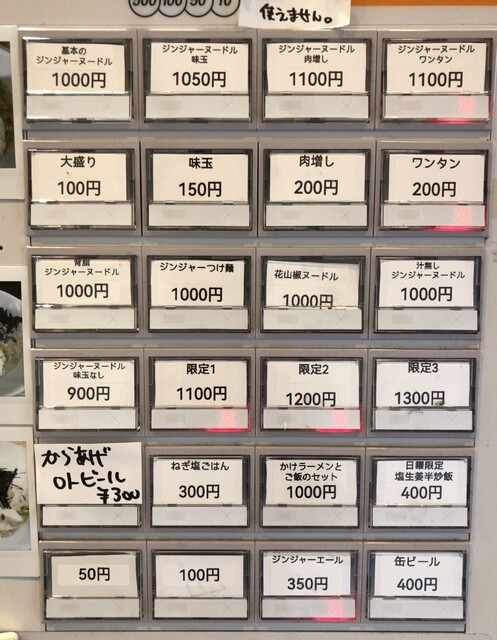 500 100 50 10
使えません。
基本の
ジンジャーヌードル
1000円
ジンジャーヌードル
味玉
1050円
ジンジャーヌードル
肉増し
1100円
ジンジャーヌードル
ワンタン
1100円
大盛り
100円
味玉
150円
肉増し
200円
ワンタン
200円
背脂
ジンジャーヌードル
1000円
ジンジャーつけ麺
1000円
花山椒ヌードル
1000円
汁無し
ジンジャーヌードル
1000円
ジンジャーヌードル
味玉なし
900円
限定1
1100円
限定2
1200円
限定3
1300円
からあげ
ロトビール
¥300
ねぎ塩ごはん
300円
かけラーメンと
ご飯のセット
1000円
日曜限定
塩生姜半炒飯
400円
50円
100円
ジンジャーエール
350円
缶ビール
400円